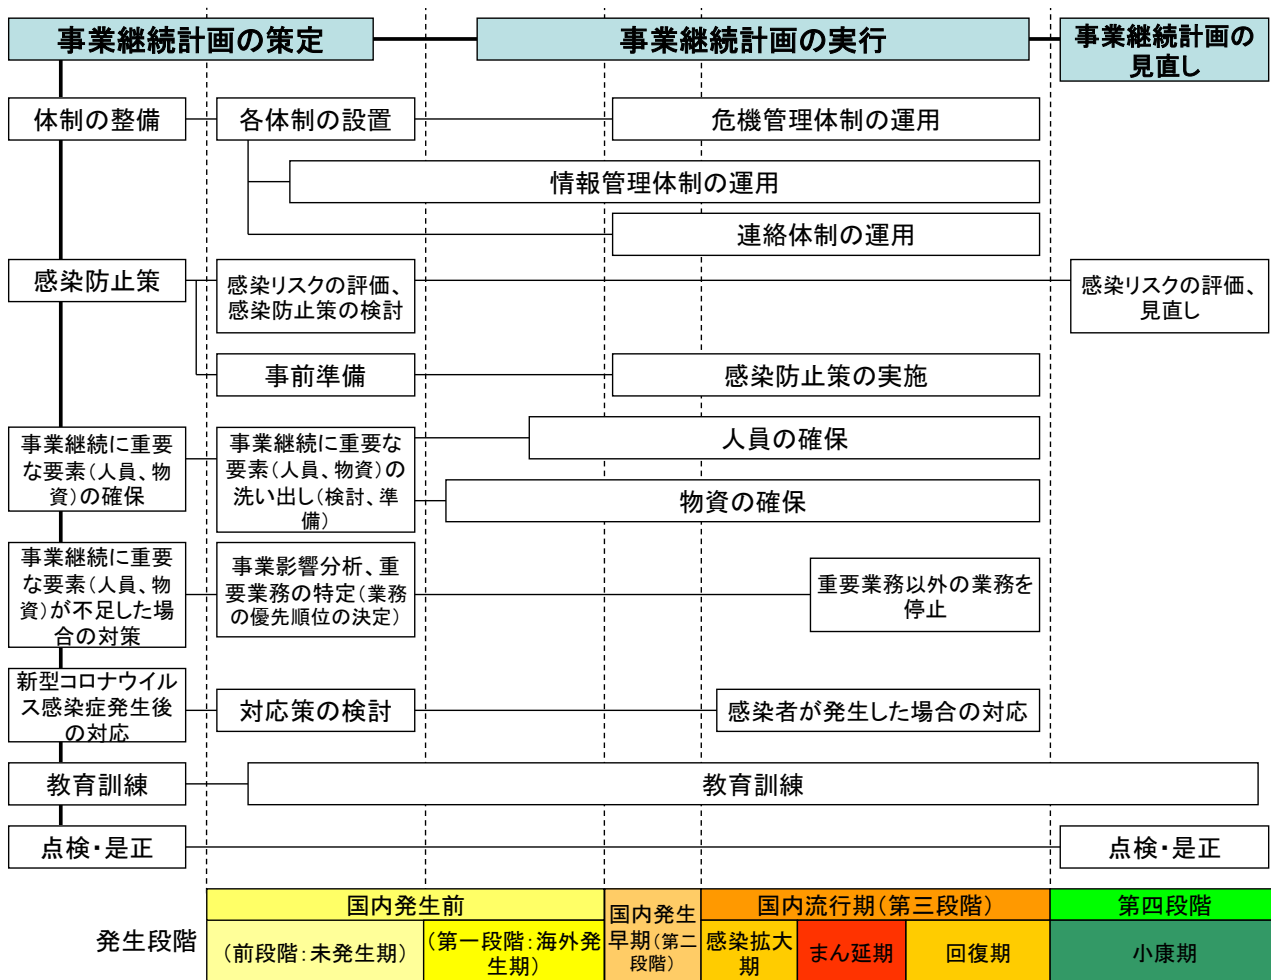 事業継続計画の策定
事業継続計画の実行
事業継続計画の
見直し
体制の整備
各体制の設置
危機管理体制の運用
情報管理体制の運用
連絡体制の運用
感染防止策
感染リスクの評価、
感染防止策の検討
感染リスクの評価、
見直し
事前準備
感染防止策の実施
事業継続に重要
な要素(人員、物
資)の確保
事業継続に重要な
要素(人員、物資)の
洗い出し(検討、準
備)
人員の確保
物資の確保
事業継続に重要
な要素(人員、物
資)が不足した場
合の対策
事業影響分析、重
要業務の特定(業務
の優先順位の決定)
重要業務以外の業務を
停止
新型コロナウイル
ス感染症発生後
の対応
対応策の検討
感染者が発生した場合の対応
教育訓練
教育訓練
点検・是正
点検・是正
発生段階
国内発生前
(前段階:未発生期)
(第一段階:海外発
生期)
国内発生
早期(第二
段階)
国内流行期(第三段階)
感染拡大
期
まん延期
回復期
第四段階
小康期